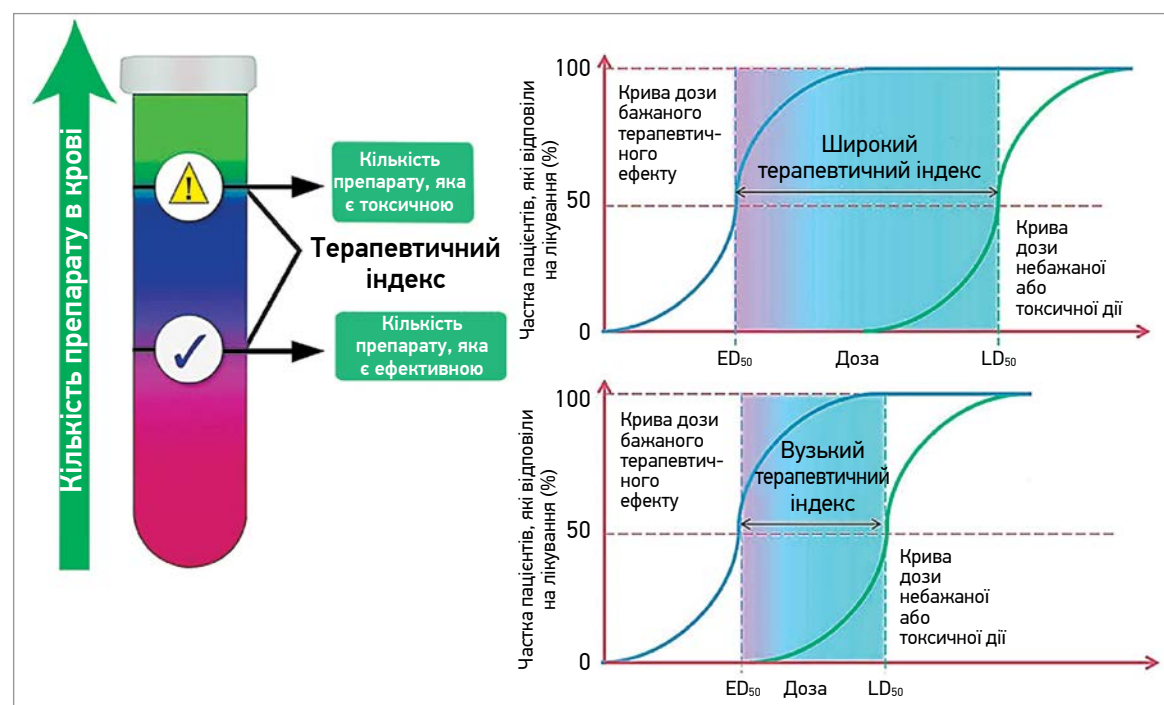 Кількість препарату в крові
!
Кількість
препарату, яка
є токсичною
Терапевтичний
індекс
Кількість
препарату, яка
є ефективною
Частка пацієнтів, які відповіли
на лікування (%)
100
50
0
Крива дози
бажаного
терапевтич-
ного
ефекту
Широкий
терапевтичний індекс
Крива
дози
небажаної
або
токсичної дії
ED₅₀
Доза
LD₅₀
Частка пацієнтів, які відповіли
на лікування (%)
100
50
0
Крива дози
бажаного
терапевтич-
ного
ефекту
Вузький
терапевтичний
індекс
Крива
дози
небажаної
або
токсичної дії
ED₅₀
Доза
LD₅₀